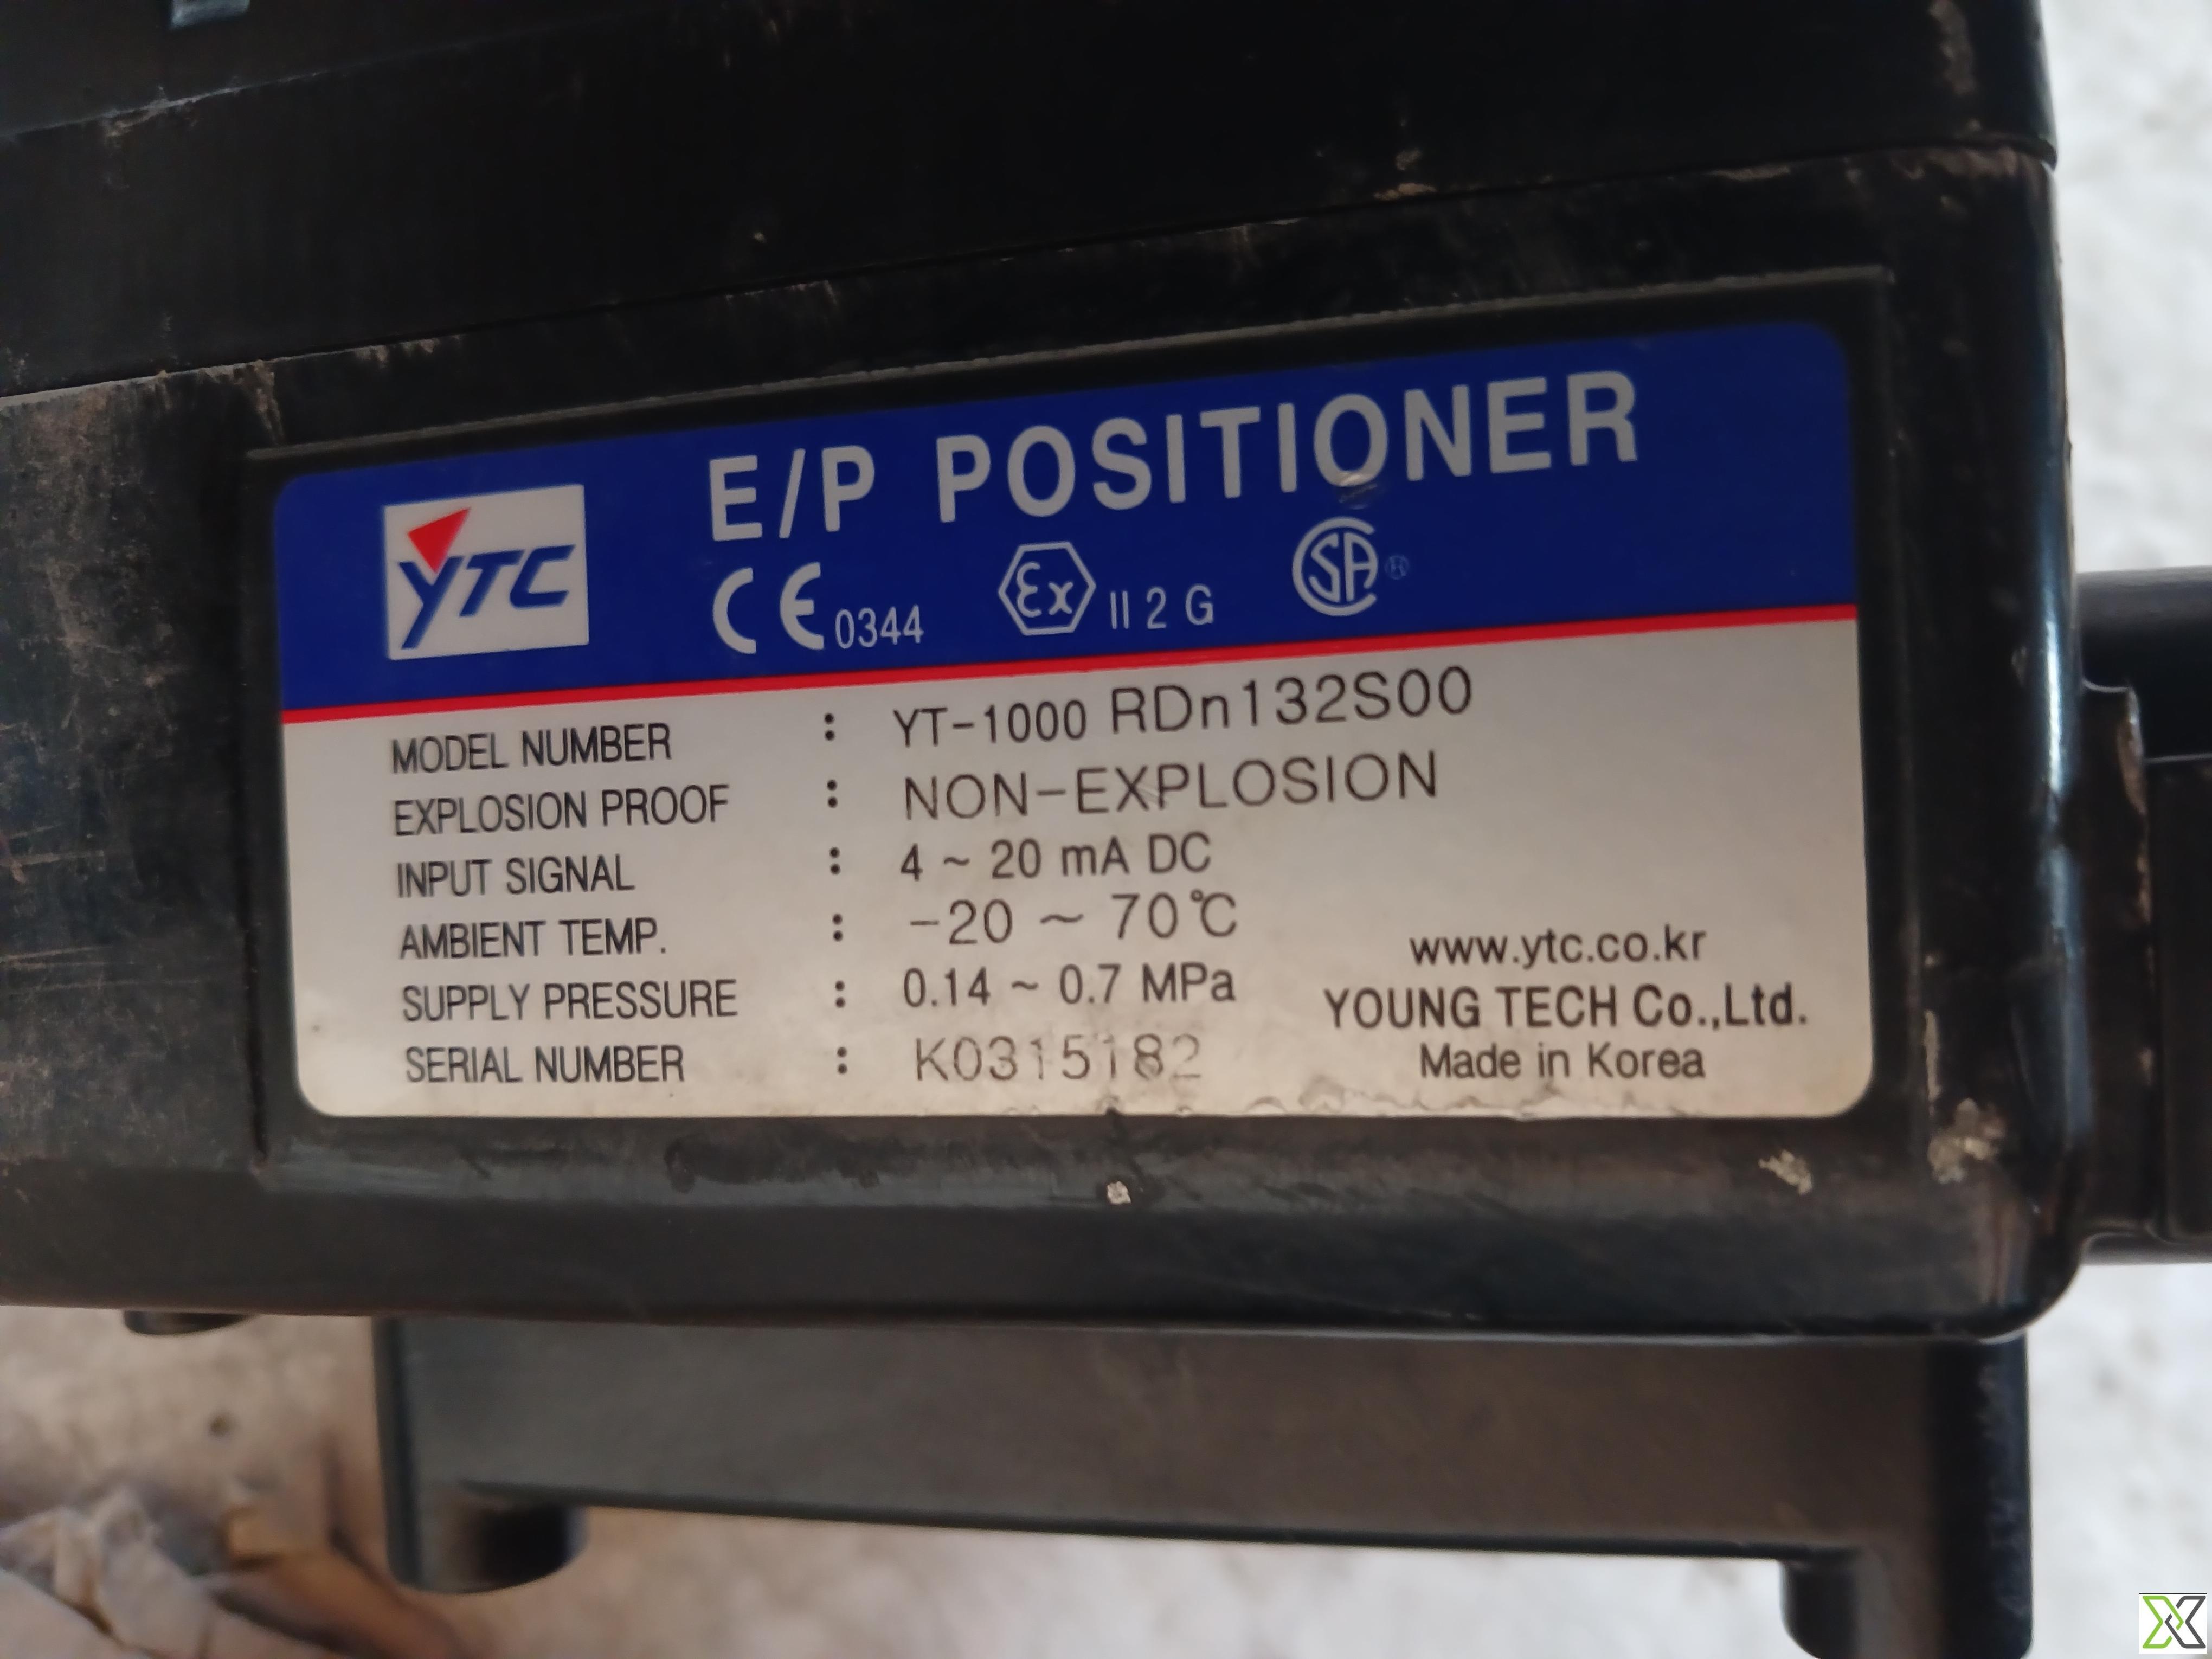 E/P POSITIONER
YTC
CE 0344 Ex II 2 G SA ®
MODEL NUMBER : YT-1000 RDn132S00
EXPLOSION PROOF : NON-EXPLOSION
INPUT SIGNAL : 4 ~ 20 mA DC
AMBIENT TEMP. : -20 ~ 70℃
SUPPLY PRESSURE : 0.14 ~ 0.7 MPa
SERIAL NUMBER : K0315182
www.ytc.co.kr
YOUNG TECH Co.,Ltd.
Made in Korea